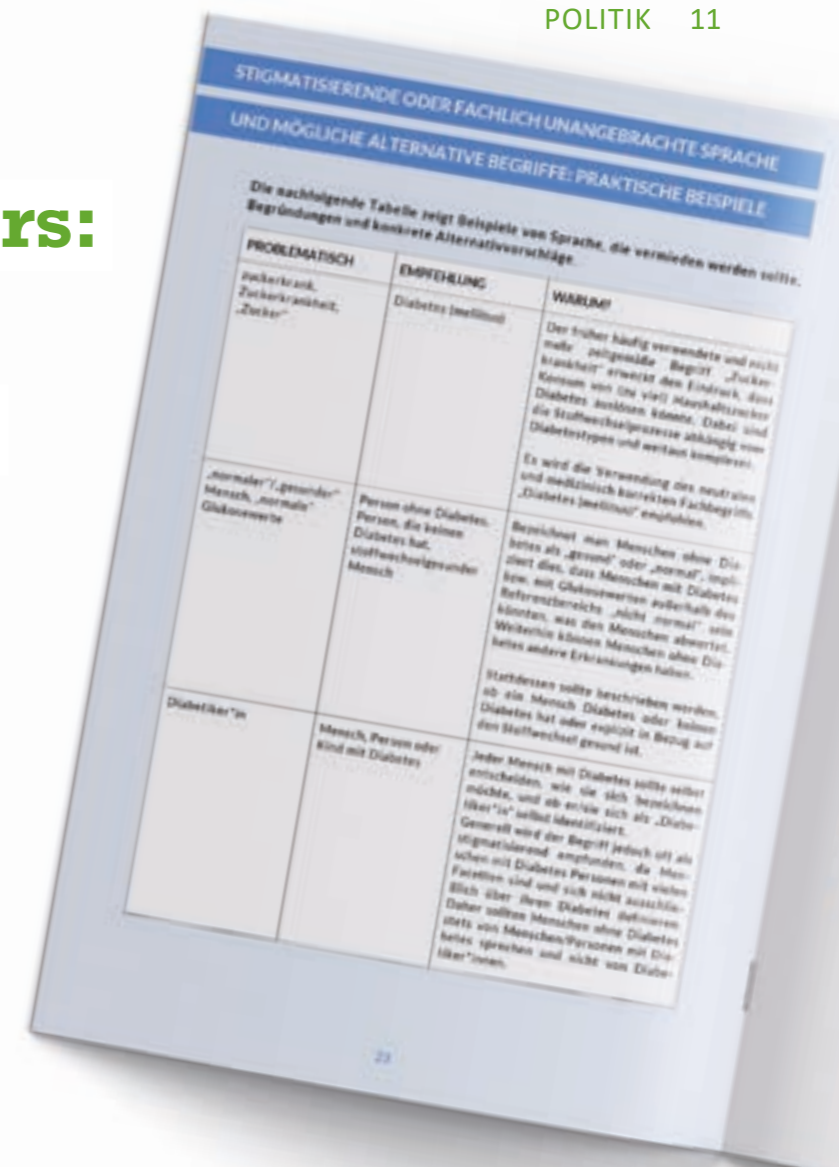 POLITIK 11
rs:
STIGMATISIERENDE ODER FACHLICH UNANGEBRACHTE SPRACHE
UND MÖGLICHE ALTERNATIVE BEGRIFFE: PRAKTISCHE BEISPIELE
Die nachfolgende Tabelle zeigt Beispiele von Sprache, die vermieden werden sollte,
Begründungen und konkrete Alternativvorschläge.
PROBLEMATISCH
EMPFEHLUNG
WARUM?
zuckerkrank,
Zuckerkrankheit,
„Zucker“
Diabetes (mellitus)
Der früher häufig verwendete und nicht
mehr zeitgemäße Begriff „Zucker-
krankheit“ erweckt den Eindruck, dass
Konsum von (zu viel) Haushaltszucker
Diabetes auslösen könnte. Dabei sind
die Stoffwechselprozesse abhängig vom
Diabetestypen und weitaus komplexer.
Es wird die Verwendung des neutralen
und medizinisch korrekten Fachbegriffs
„Diabetes (mellitus)“ empfohlen.
„normaler“/„gesunder“
Mensch, „normale“
Glukosewerte
Person ohne Diabetes,
Person, die keinen
Diabetes hat,
stoffwechselgesunder
Mensch
Bezeichnet man Menschen ohne Dia-
betes als „gesund“ oder „normal“, impli-
ziert dies, dass Menschen mit Diabetes
bzw. mit Glukosewerten außerhalb des
Referenzbereichs „nicht normal“ sein
könnten, was den Menschen abwertet.
Weiterhin können Menschen ohne Dia-
betes andere Erkrankungen haben.
Stattdessen sollte beschrieben werden,
ob ein Mensch Diabetes oder keinen
Diabetes hat oder explizit in Bezug auf
den Stoffwechsel gesund ist.
Diabetiker*in
Mensch, Person oder
Kind mit Diabetes
Jeder Mensch mit Diabetes sollte selbst
entscheiden, wie sie sich bezeichnen
möchte, und ob er/sie sich als „Diabe-
tiker*in“ selbst identifiziert.
Generell wird der Begriff jedoch oft als
stigmatisierend empfunden, da Men-
schen mit Diabetes Personen mit vielen
Facetten sind und sich nicht ausschließ-
lich über ihren Diabetes definieren.
Daher sollten Menschen ohne Diabetes
stets von Menschen/Personen mit Dia-
betes sprechen und nicht von Diabe-
tiker*innen.
23